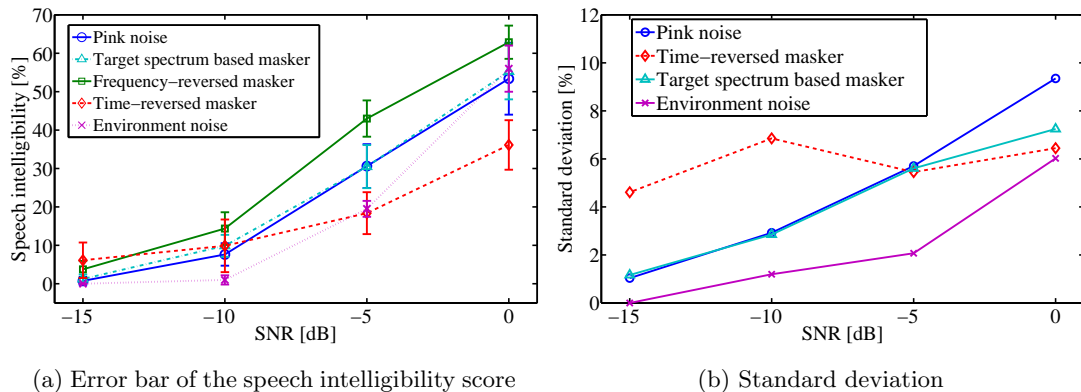 70
60
50
40
30
20
10
0
Speech intelligibility [%]
Pink noise
Target spectrum based masker
Frequency−reversed masker
Time−reversed masker
Environment noise
−15
−10
−5
0
SNR [dB]
(a) Error bar of the speech intelligibility score
12
10
8
6
4
2
0
Standard deviation [%]
Pink noise
Time−reversed masker
Target spectrum based masker
Environment noise
−15
−10
−5
0
SNR [dB]
(b) Standard deviation